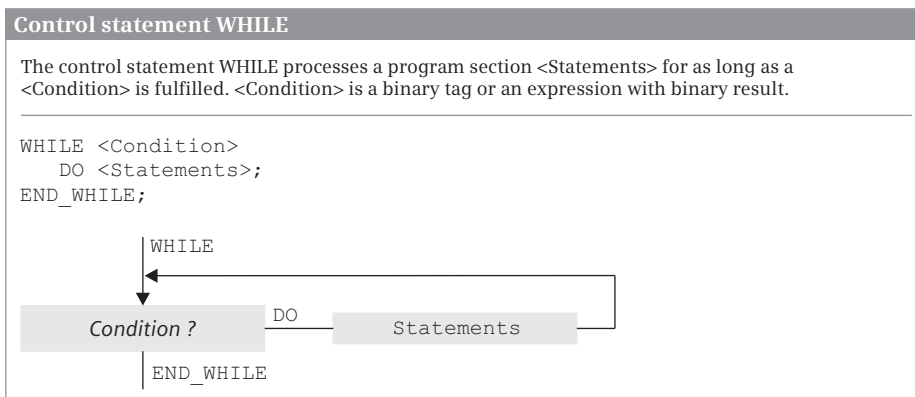 Control statement WHILE
The control statement WHILE processes a program section <Statements> for as long as a
<Condition> is fulfilled. <Condition> is a binary tag or an expression with binary result.
WHILE <Condition>
DO <Statements>;
END_WHILE;
WHILE
Condition ?
DO
Statements
END_WHILE